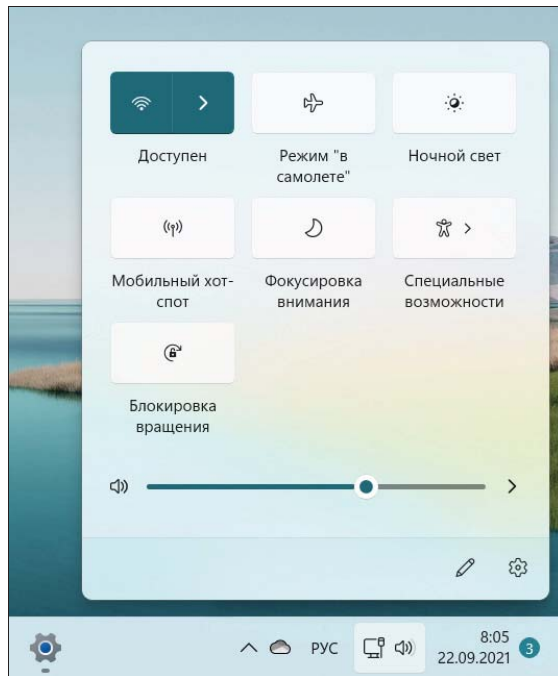 Доступен
Режим "в
самолете"
Ночной свет
Мобильный хот-
спот
Фокусировка
внимания
Специальные
возможности
Блокировка
вращения
РУС
8:05
22.09.2021
3